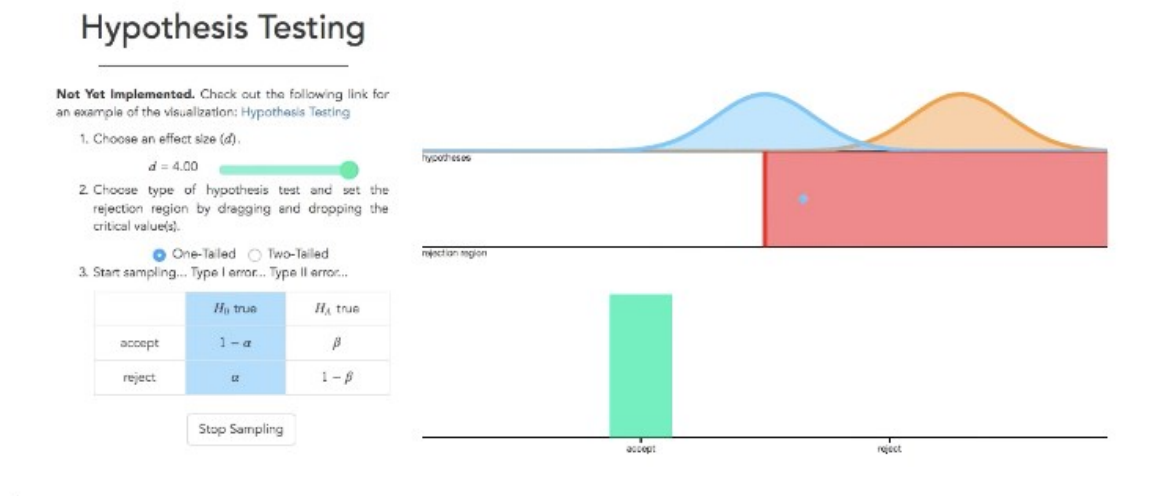 Hypothesis Testing
Not Yet Implemented. Check out the following link for
an example of the visualization: Hypothesis Testing
1. Choose an effect size (d).
d = 4.00
2. Choose type of hypothesis test and set the
rejection region by dragging and dropping the
critical value(s).
One-Tailed Two-Tailed
3. Start sampling... Type I error... Type II error...
H₀ true H_A true
accept 1 − α β
reject α 1 − β
Stop Sampling
hypotheses
rejection region
accept reject